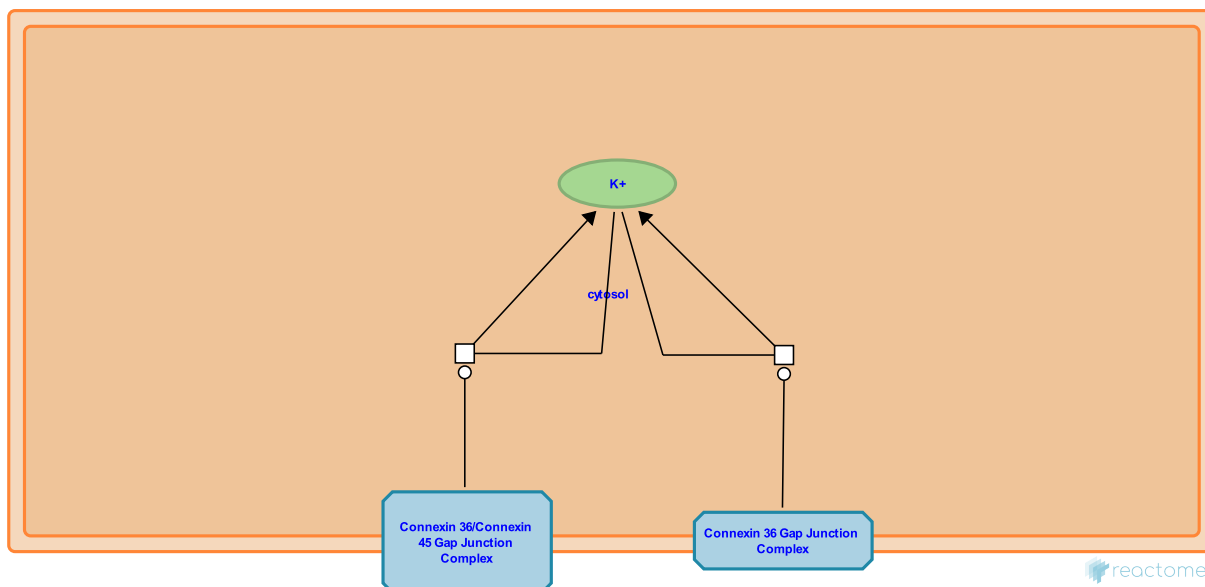 K+
cytosol
Connexin 36/Connexin
45 Gap Junction
Complex
Connexin 36 Gap Junction
Complex
reactome